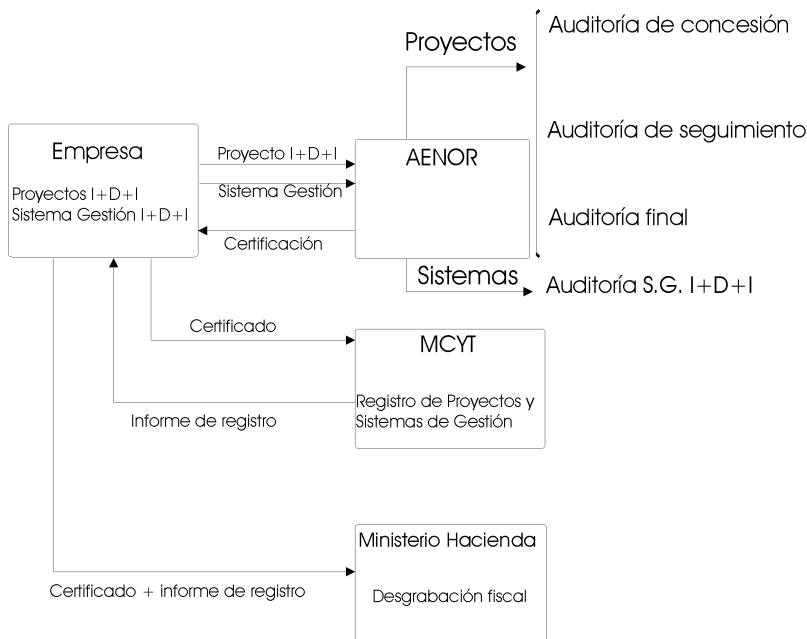 Proyectos
Auditoría de concesión
Auditoría de seguimiento
Auditoría final
Empresa
Proyectos I+D+I
Sistema Gestión I+D+I
Proyecto I+D+I
Sistema Gestión
Certificación
AENOR
Sistemas
Auditoría S.G. I+D+I
Certificado
MCYT
Registro de Proyectos y
Sistemas de Gestión
Informe de registro
Ministerio Hacienda
Desgrabación fiscal
Certificado + informe de registro